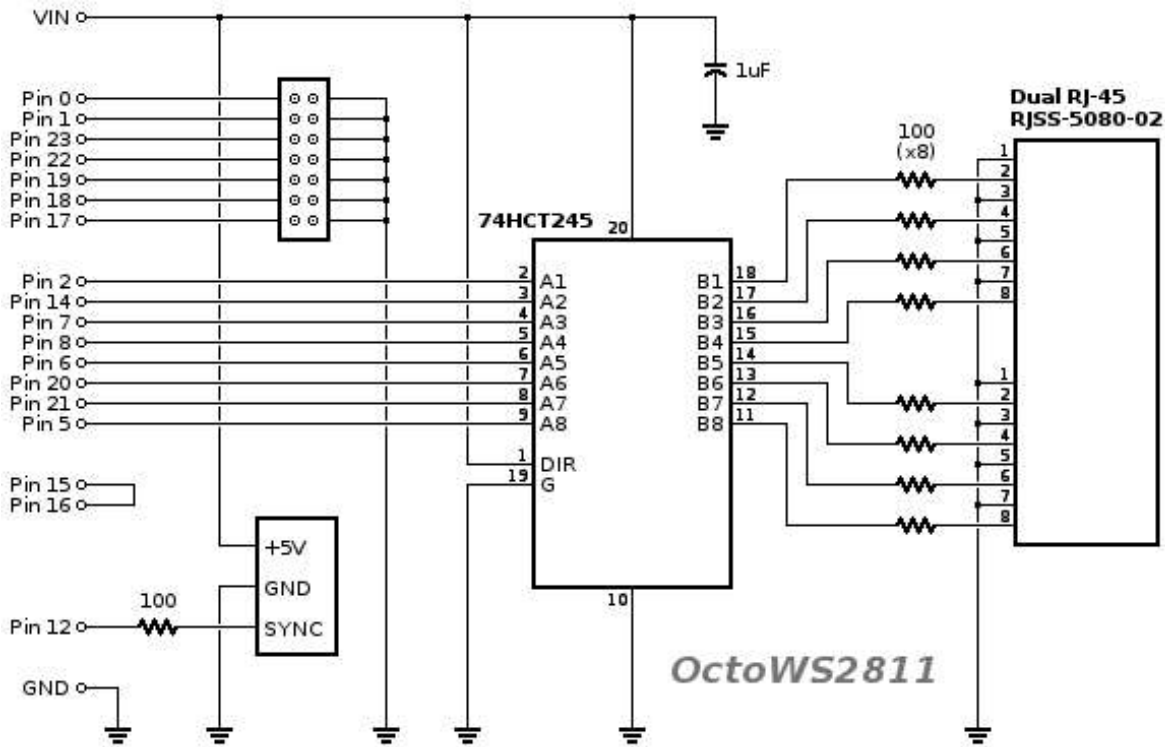 VIN
1uF
Pin 0
Pin 1
Pin 23
Pin 22
Pin 19
Pin 18
Pin 17
Dual RJ-45
RJSS-5080-02
100
(x8)
1
2
3
4
5
6
7
8
74HCT245
20
Pin 2
Pin 14
Pin 7
Pin 8
Pin 6
Pin 20
Pin 21
Pin 5
2 A1
3 A2
4 A3
5 A4
6 A5
7 A6
8 A7
9 A8
1 DIR
19 G
B1 18
B2 17
B3 16
B4 15
B5 14
B6 13
B7 12
B8 11
10
1
2
3
4
5
6
7
8
Pin 15
Pin 16
+5V
GND
SYNC
100
Pin 12
GND
OctoWS2811